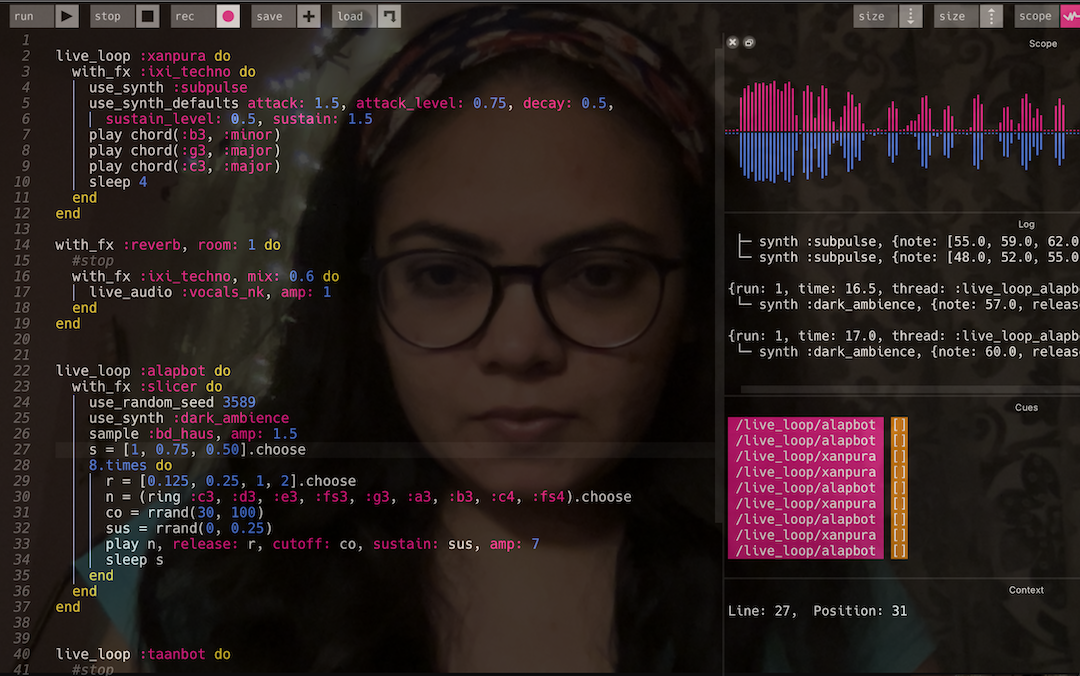 run stop rec save load size size scope
1
2 live_loop :xanpura do
3 with_fx :ixi_techno do
4 use_synth :subpulse
5 use_synth_defaults attack: 1.5, attack_level: 0.75, decay: 0.5,
6 sustain_level: 0.5, sustain: 1.5
7 play chord(:b3, :minor)
8 play chord(:g3, :major)
9 play chord(:c3, :major)
10 sleep 4
11 end
12 end
13
14 with_fx :reverb, room: 1 do
15 #stop
16 with_fx :ixi_techno, mix: 0.6 do
17 live_audio :vocals_nk, amp: 1
18 end
19 end
20
21
22 live_loop :alapbot do
23 with_fx :slicer do
24 use_random_seed 3589
25 use_synth :dark_ambience
26 sample :bd_haus, amp: 1.5
27 s = [1, 0.75, 0.50].choose
28 8.times do
29 r = [0.125, 0.25, 1, 2].choose
30 n = (ring :c3, :d3, :e3, :fs3, :g3, :a3, :b3, :c4, :fs4).choose
31 co = rrand(30, 100)
32 sus = rrand(0, 0.25)
33 play n, release: r, cutoff: co, sustain: sus, amp: 7
34 sleep s
35 end
36 end
37 end
38
39
40 live_loop :taanbot do
41 #stop
Scope
Log
synth :subpulse, {note: [55.0, 59.0, 62.0
synth :subpulse, {note: [48.0, 52.0, 55.0
{run: 1, time: 16.5, thread: :live_loop_alapb
synth :dark_ambience, {note: 57.0, releas
{run: 1, time: 17.0, thread: :live_loop_alapb
synth :dark_ambience, {note: 60.0, releas
Cues
/live_loop/alapbot []
/live_loop/alapbot []
/live_loop/xanpura []
/live_loop/xanpura []
/live_loop/alapbot []
/live_loop/xanpura []
/live_loop/alapbot []
/live_loop/xanpura []
/live_loop/alapbot []
Context
Line: 27, Position: 31